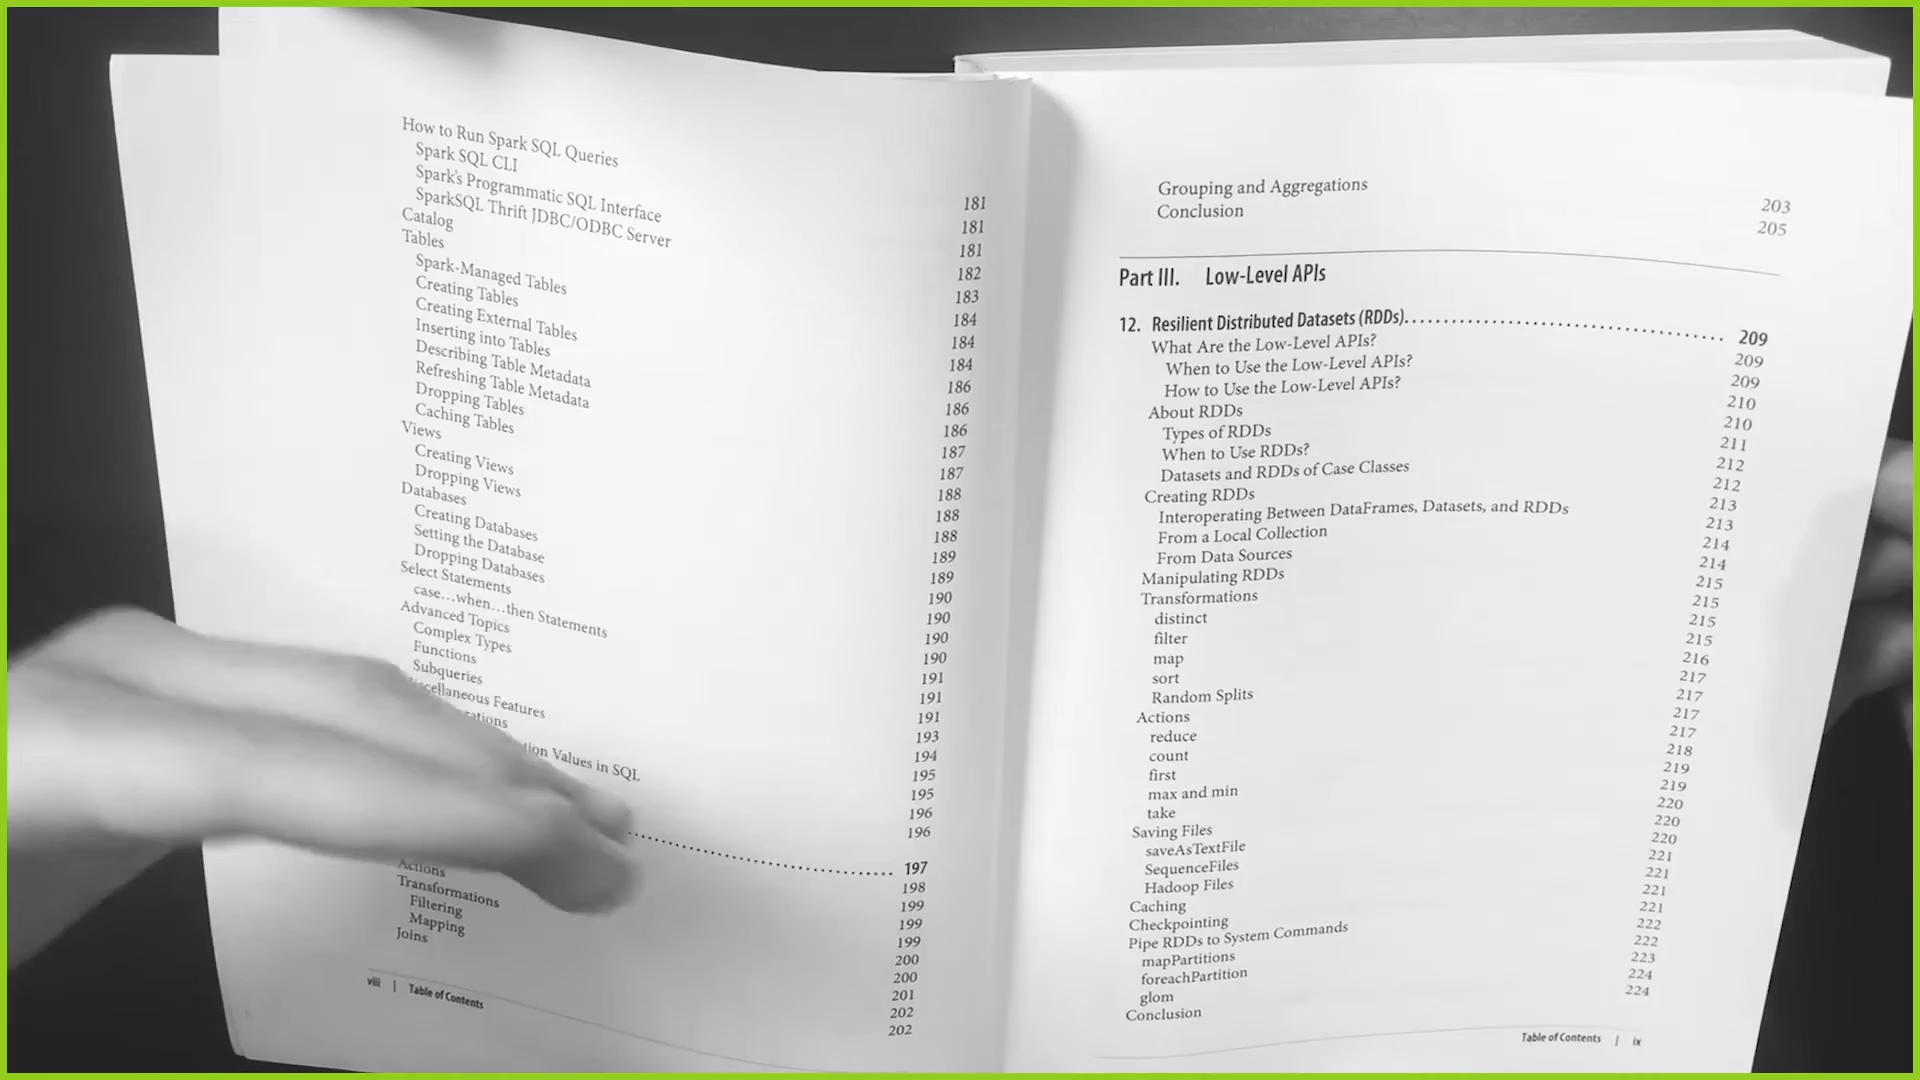 How to Run Spark SQL Queries 181
Spark SQL CLI 181
Spark's Programmatic SQL Interface 181
SparkSQL Thrift JDBC/ODBC Server 182
Catalog 183
Tables 184
Spark-Managed Tables 184
Creating Tables 184
Creating External Tables 186
Inserting into Tables 186
Describing Table Metadata 186
Refreshing Table Metadata 187
Dropping Tables 187
Caching Tables 188
Views 188
Creating Views 188
Dropping Views 189
Databases 189
Creating Databases 190
Setting the Database 190
Dropping Databases 190
Select Statements 190
case…when…then Statements 191
Advanced Topics 191
Complex Types 191
Functions 193
Subqueries 194
Features 195
195
Values in SQL 196
196
197
198
199
199
199
Actions 200
Transformations 200
Filtering 201
Mapping 202
Joins 202
viii | Table of Contents
Grouping and Aggregations 203
Conclusion 205
Part III. Low-Level APIs
12. Resilient Distributed Datasets (RDDs). . . . . . . . . . . . . . . . . . . . . . . . . . . . . . . . . . . . . . 209
What Are the Low-Level APIs? 209
When to Use the Low-Level APIs? 209
How to Use the Low-Level APIs? 210
About RDDs 210
Types of RDDs 211
When to Use RDDs? 212
Datasets and RDDs of Case Classes 212
Creating RDDs 213
Interoperating Between DataFrames, Datasets, and RDDs 213
From a Local Collection 214
From Data Sources 214
Manipulating RDDs 215
Transformations 215
distinct 215
filter 215
map 216
sort 217
Random Splits 217
Actions 217
reduce 217
count 218
first 219
max and min 219
take 220
Saving Files 220
saveAsTextFile 220
SequenceFiles 221
Hadoop Files 221
Caching 221
Checkpointing 221
Pipe RDDs to System Commands 222
mapPartitions 222
foreachPartition 223
glom 224
Conclusion 224
Table of Contents | ix